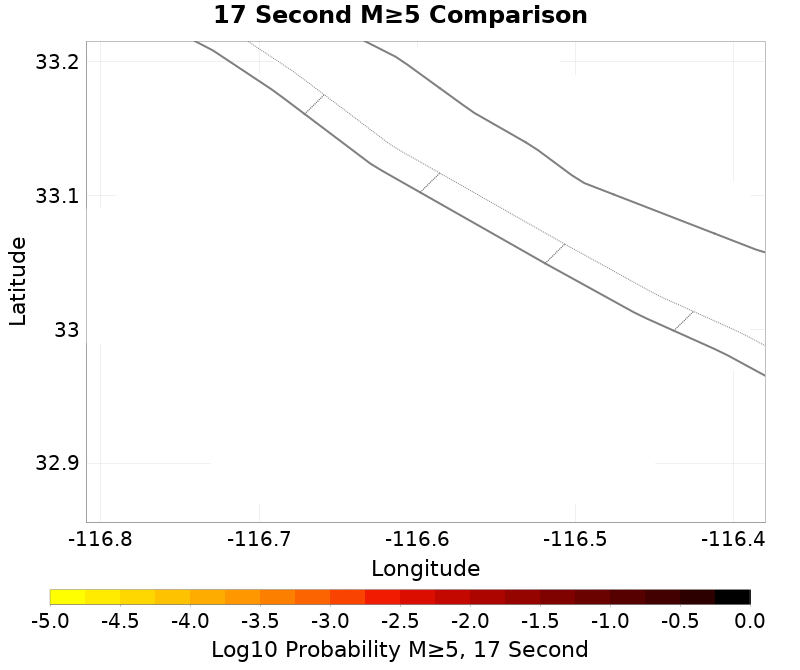 17 Second M≥5 Comparison
33.2
33.1
33
32.9
Latitude
-116.8 -116.7 -116.6 -116.5 -116.4
Longitude
-5.0 -4.5 -4.0 -3.5 -3.0 -2.5 -2.0 -1.5 -1.0 -0.5 0.0
Log10 Probability M≥5, 17 Second